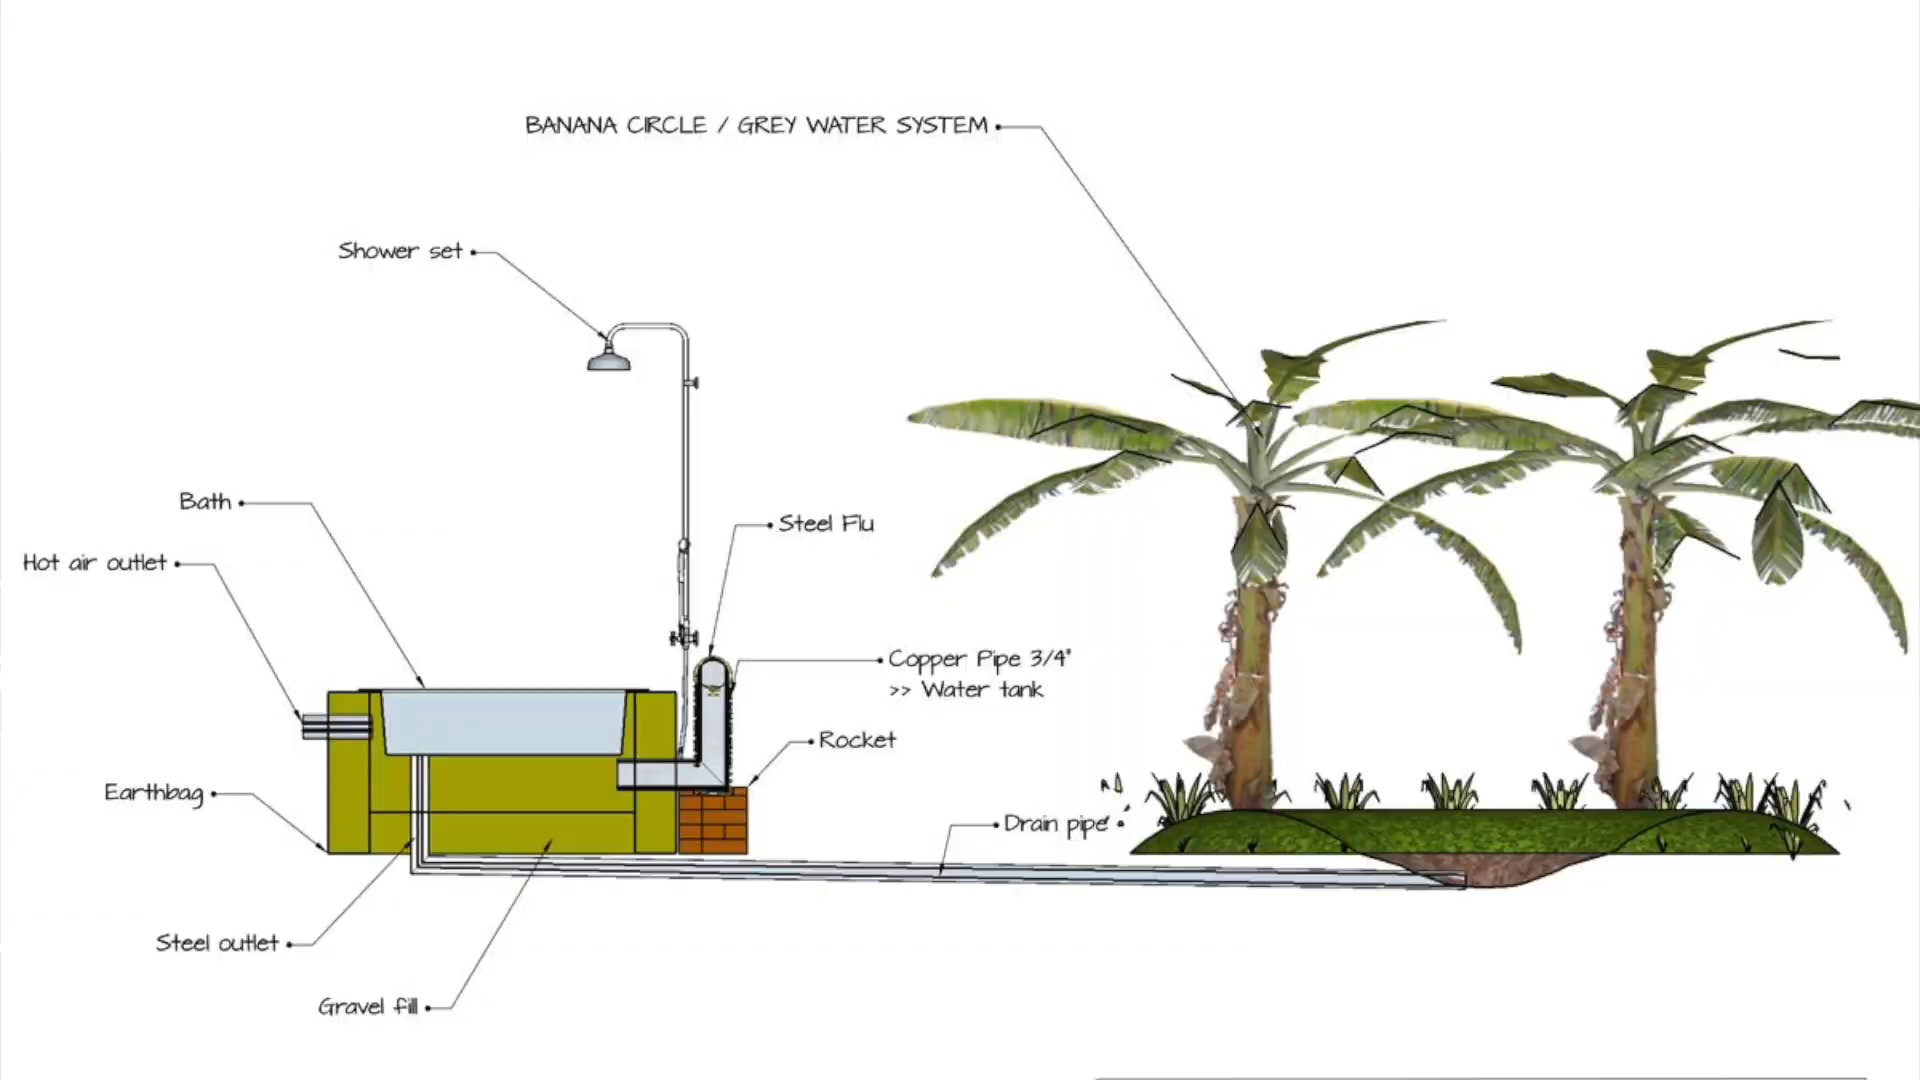 BANANA CIRCLE / GREY WATER SYSTEM
Shower set
Bath
Steel Flu
Hot air outlet
Copper Pipe 3/4"
>> Water tank
Rocket
Earthbag
Drain pipe
Steel outlet
Gravel fill